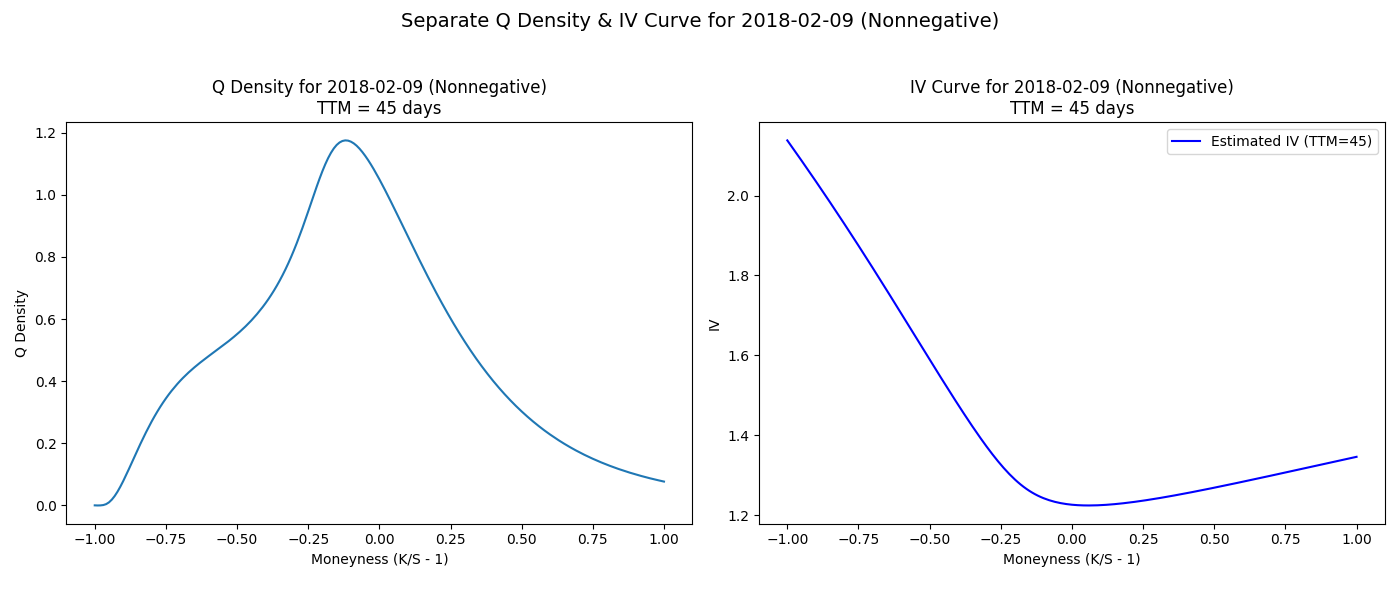 Separate Q Density & IV Curve for 2018-02-09 (Nonnegative)
Q Density for 2018-02-09 (Nonnegative)
TTM = 45 days
Q Density
1.2
1.0
0.8
0.6
0.4
0.2
0.0
−1.00 −0.75 −0.50 −0.25 0.00 0.25 0.50 0.75 1.00
Moneyness (K/S - 1)
IV Curve for 2018-02-09 (Nonnegative)
TTM = 45 days
Estimated IV (TTM=45)
IV
2.0
1.8
1.6
1.4
1.2
−1.00 −0.75 −0.50 −0.25 0.00 0.25 0.50 0.75 1.00
Moneyness (K/S - 1)